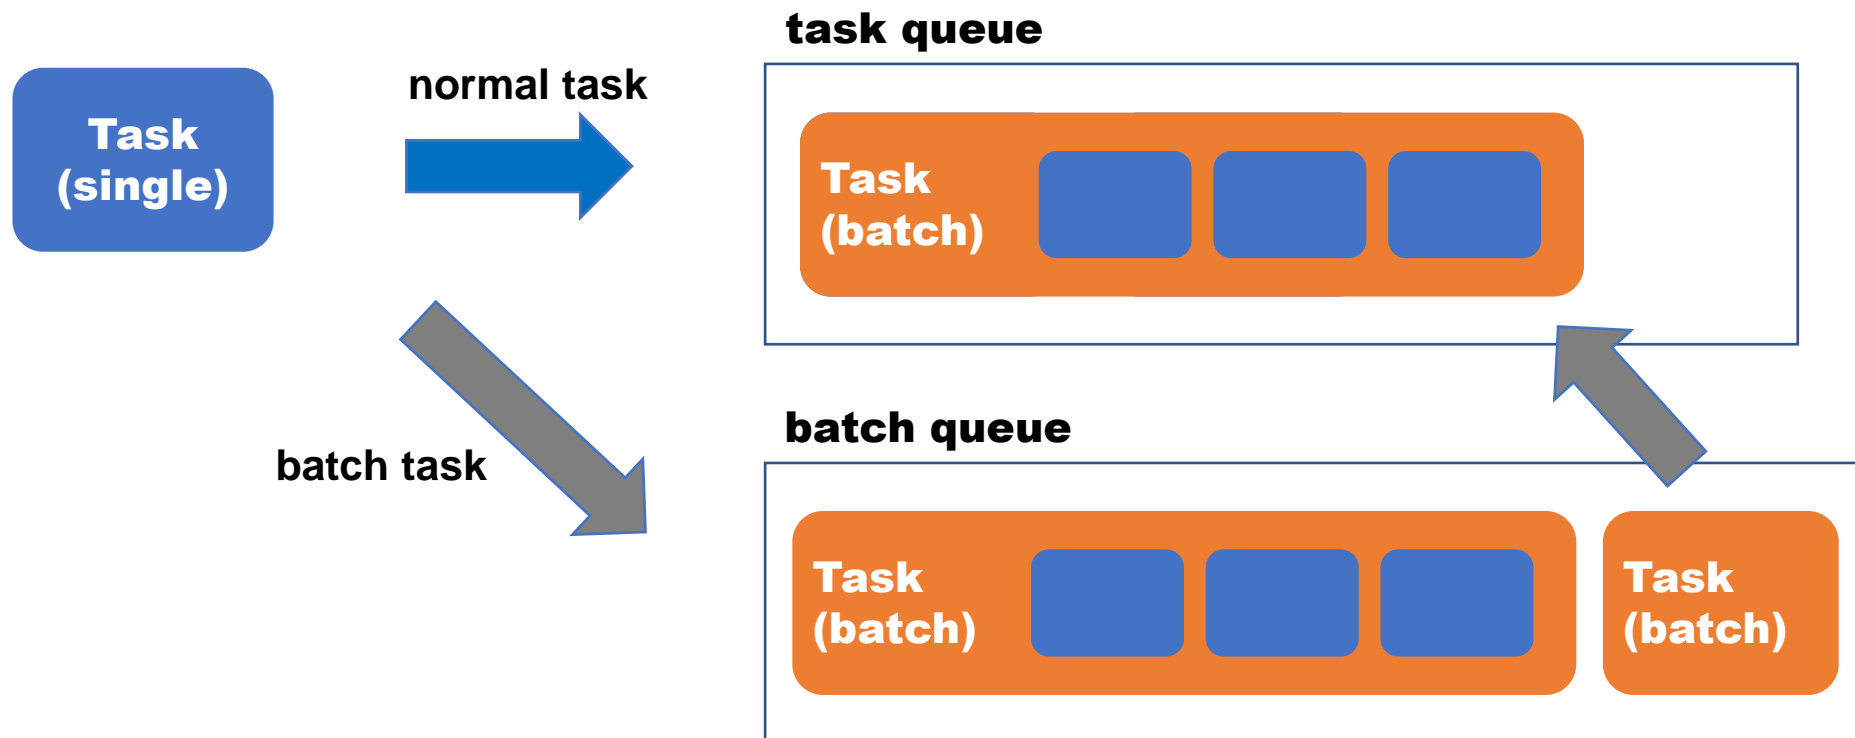 task queue
normal task
Task
(single)
Task
(batch)
batch queue
batch task
Task
(batch)
Task
(batch)